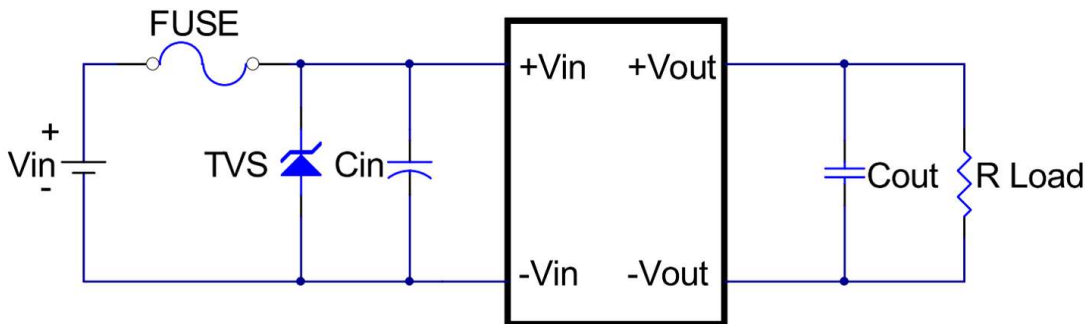 FUSE
+Vin +Vout
+
Vin
-
TVS Cin
Cout R Load
-Vin -Vout